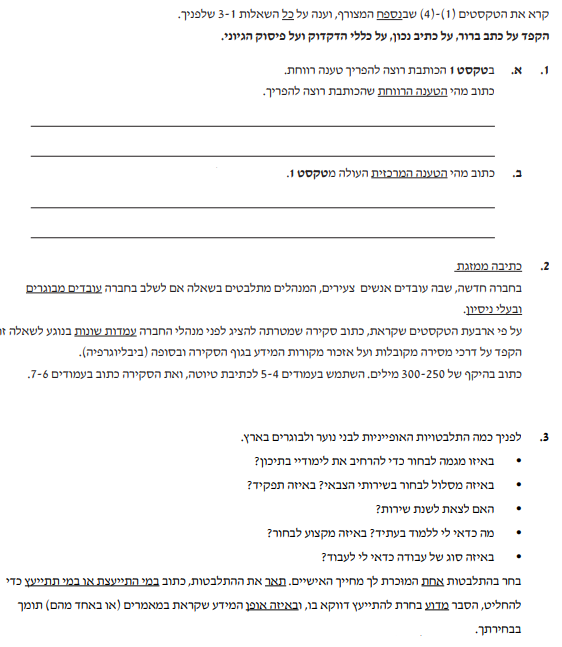 קרא את הטקסטים (1)-(4) שבנספח המצורף, וענה על כל השאלות 3-1 שלפניך.
הקפד על כתב ברור, על כתיב נכון, על כללי הדקדוק ועל פיסוק הגיוני.
1. א. בטקסט 1 הכותבת רוצה להפריך טענה רווחת.
כתוב מהי הטענה הרווחת שהכותבת רוצה להפריך.
ב. כתוב מהי הטענה המרכזית העולה מטקסט 1.
2. כתיבה ממזגת
בחברה חדשה, שבה עובדים אנשים צעירים, המנהלים מתלבטים בשאלה אם לשלב בחברה עובדים מבוגרים
ובעלי ניסיון.
על פי ארבעת הטקסטים שקראת, כתוב סקירה שמטרתה להציג לפני מנהלי החברה עמדות שונות בנוגע לשאלה
הקפד על דרכי מסירה מקובלות ועל אזכור מקורות המידע בגוף הסקירה ובסופה (ביבליוגרפיה).
כתוב בהיקף של 300-250 מילים. השתמש בעמודים 5-4 לכתיבת טיוטה, ואת הסקירה כתוב בעמודים 7-6.
3. לפניך כמה התלבטויות האופייניות לבני נוער ולבוגרים בארץ.
• באיזו מגמה לבחור כדי להרחיב את לימודיי בתיכון?
• באיזה מסלול לבחור בשירותי הצבאי? באיזה תפקיד?
• האם לצאת לשנת שירות?
• מה כדאי לי ללמוד בעתיד? באיזה מקצוע לבחור?
• באיזה סוג של עבודה כדאי לי לעבוד?
בחר בהתלבטות אחת המוכרת לך מחייך האישיים. תאר את ההתלבטות, כתוב במי התייעצת או במי תתייעץ כדי
להחליט, הסבר מדוע בחרת להתייעץ דווקא בו, ובאיזה אופן המידע שקראת במאמרים (או באחד מהם) תומך
בבחירתך.